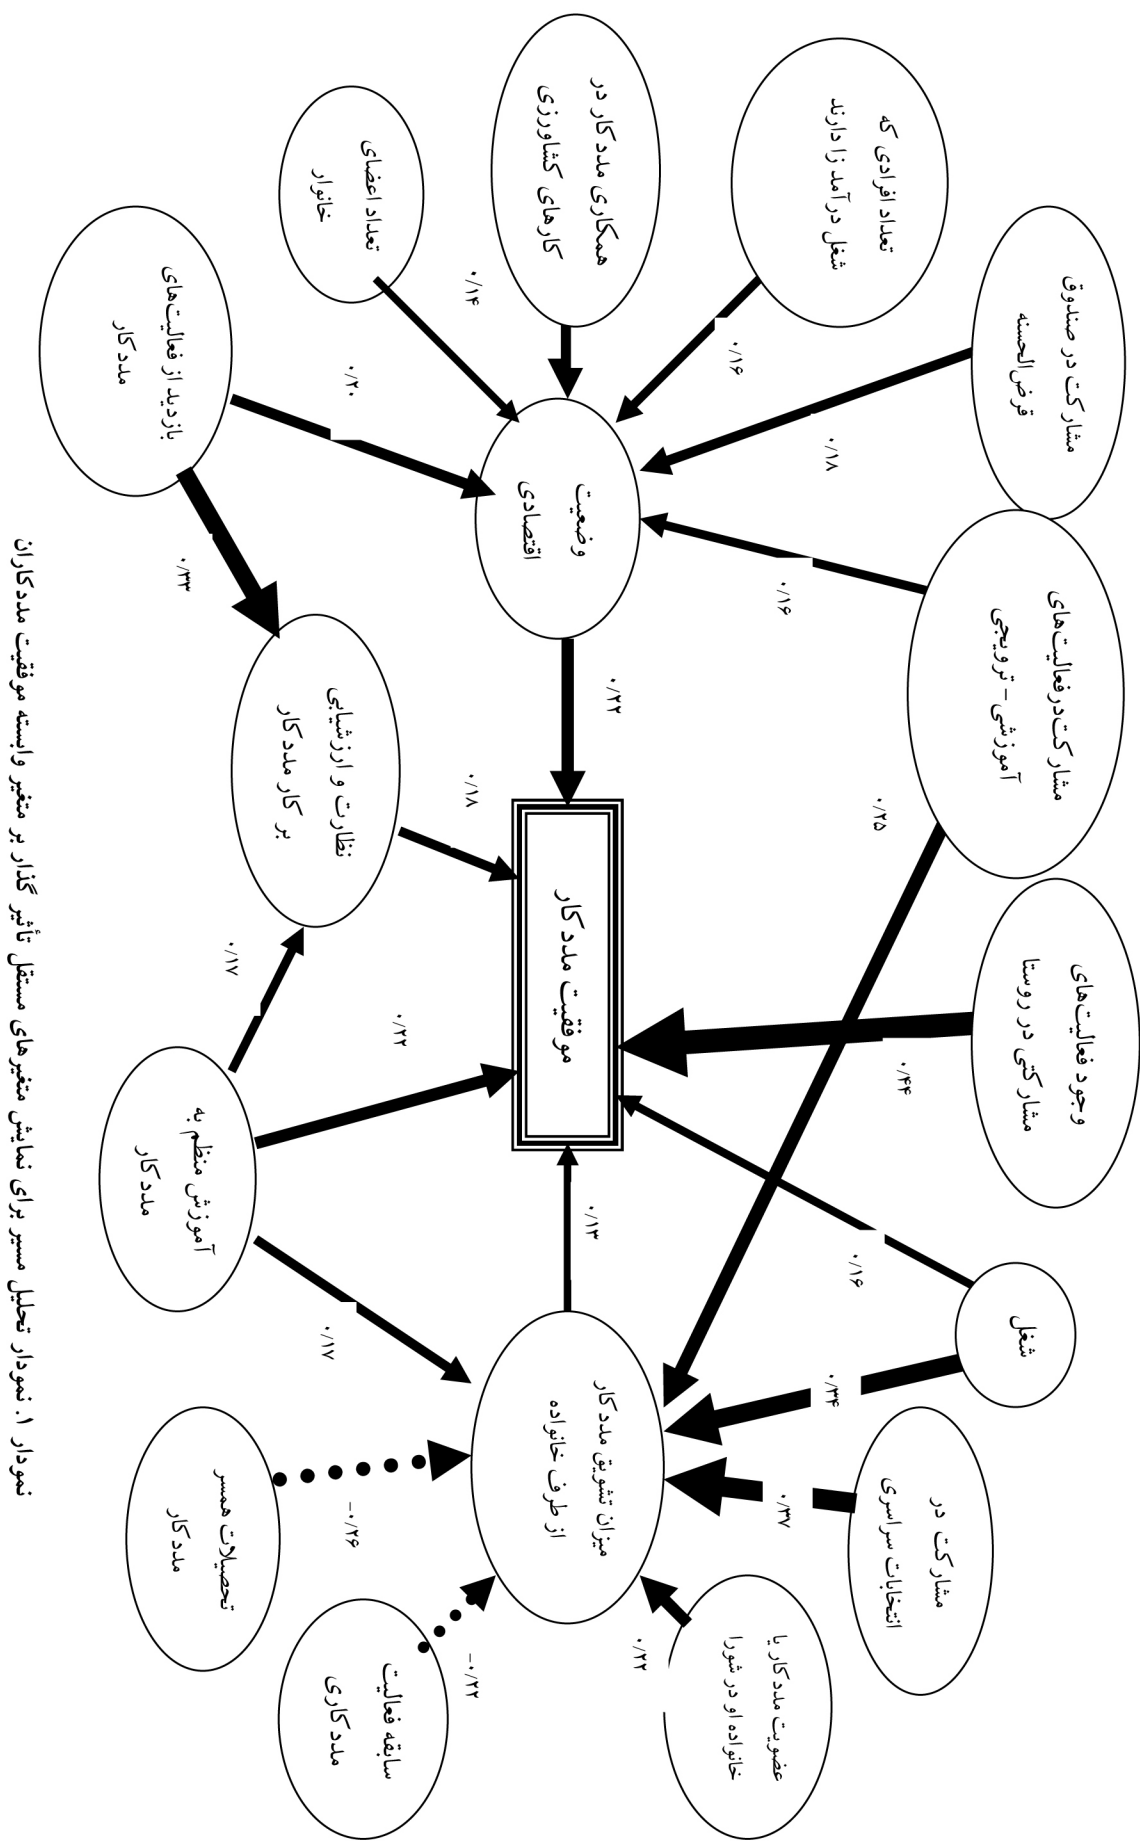 مشارکت در صندوق
قرض‌الحسنه
تعداد افرادی که
شغل درآمد زا دارند
همکاری مددکار در
کارهای کشاورزی
تعداد اعضای
خانوار
بازدید از فعالیت‌های
مددکار
۰/۱۸
۰/۱۶
۰/۱۴
۰/۲۰
۰/۳۳
مشارکت‌درفعالیت‌های
آموزشی - ترویجی
۰/۱۶
وضعیت
اقتصادی
نظارت و ارزشیابی
بر کار مددکار
۰/۲۵
۰/۲۲
۰/۱۸
۰/۱۷
وجود فعالیت‌های
مشارکتی در روستا
۰/۴۴
موفقیت مددکار
۰/۲۲
آموزش منظم به
مددکار
شغل
۰/۱۶
۰/۳۴
۰/۱۳
۰/۱۷
مشارکت در
انتخابات سراسری
۰/۳۷
میزان تشویق مددکار
از طرف خانواده
-۰/۲۶
تحصیلات همسر
مددکار
عضویت مددکار یا
خانواده او در شورا
۰/۲۲
-۰/۲۲
سابقه فعالیت
مددکاری
نمودار ۱. نمودار تحلیل مسیر برای نمایش متغیرهای مستقل تأثیر گذار بر متغیر وابسته موفقیت مددکاران